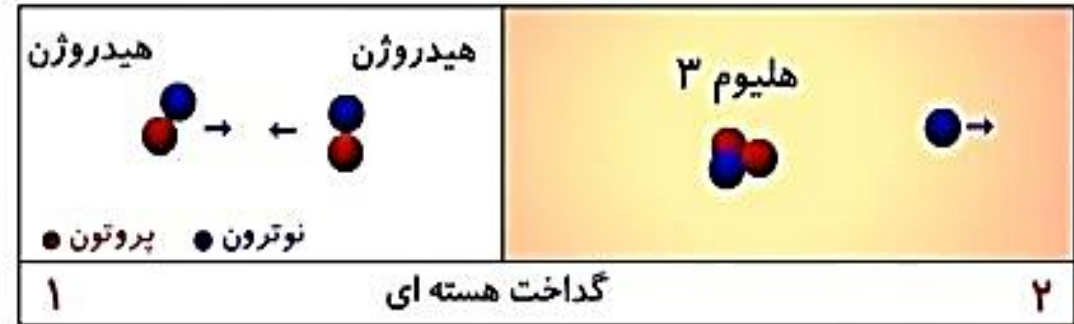 هیدروژن
هیدروژن
نوترون
پروتون
هلیوم ۳
۱
گداخت هسته ای
۲